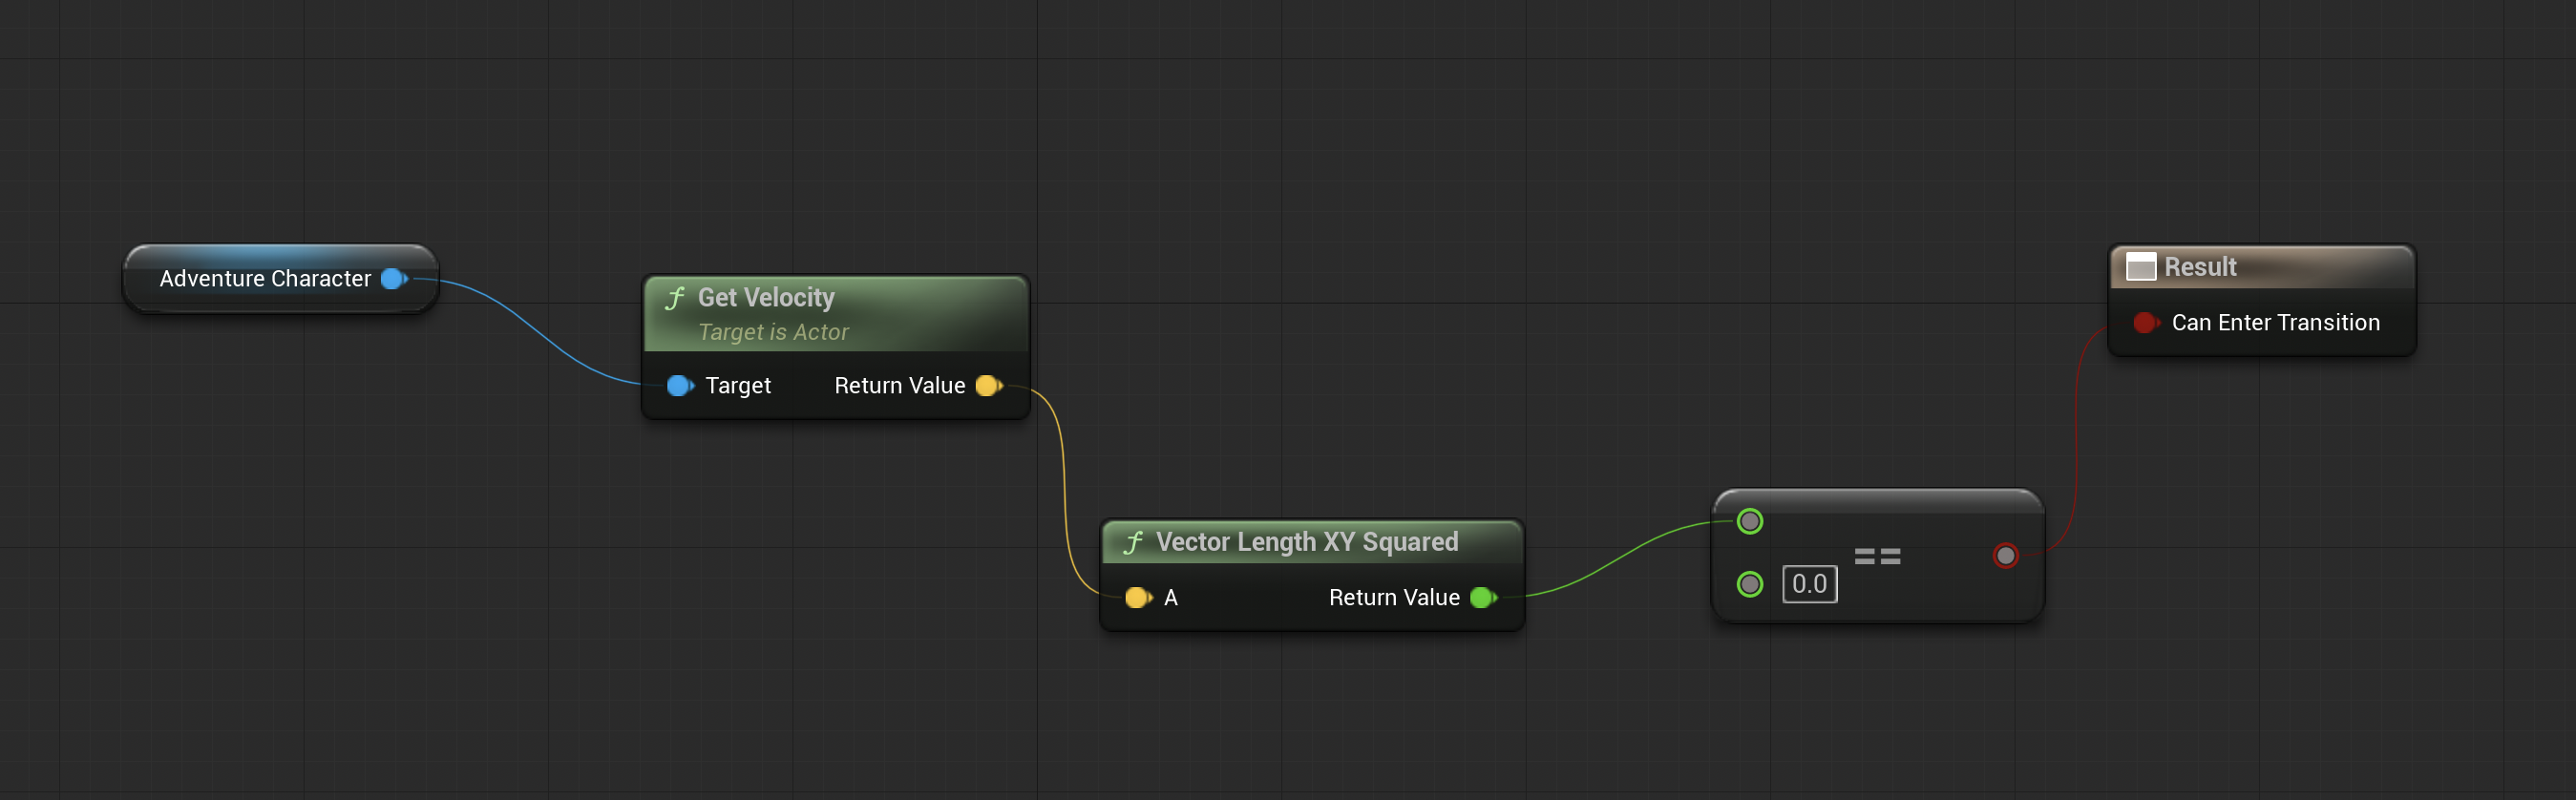 Adventure Character
f Get Velocity
Target is Actor
Target Return Value
f Vector Length XY Squared
A Return Value
==
0.0
Result
Can Enter Transition